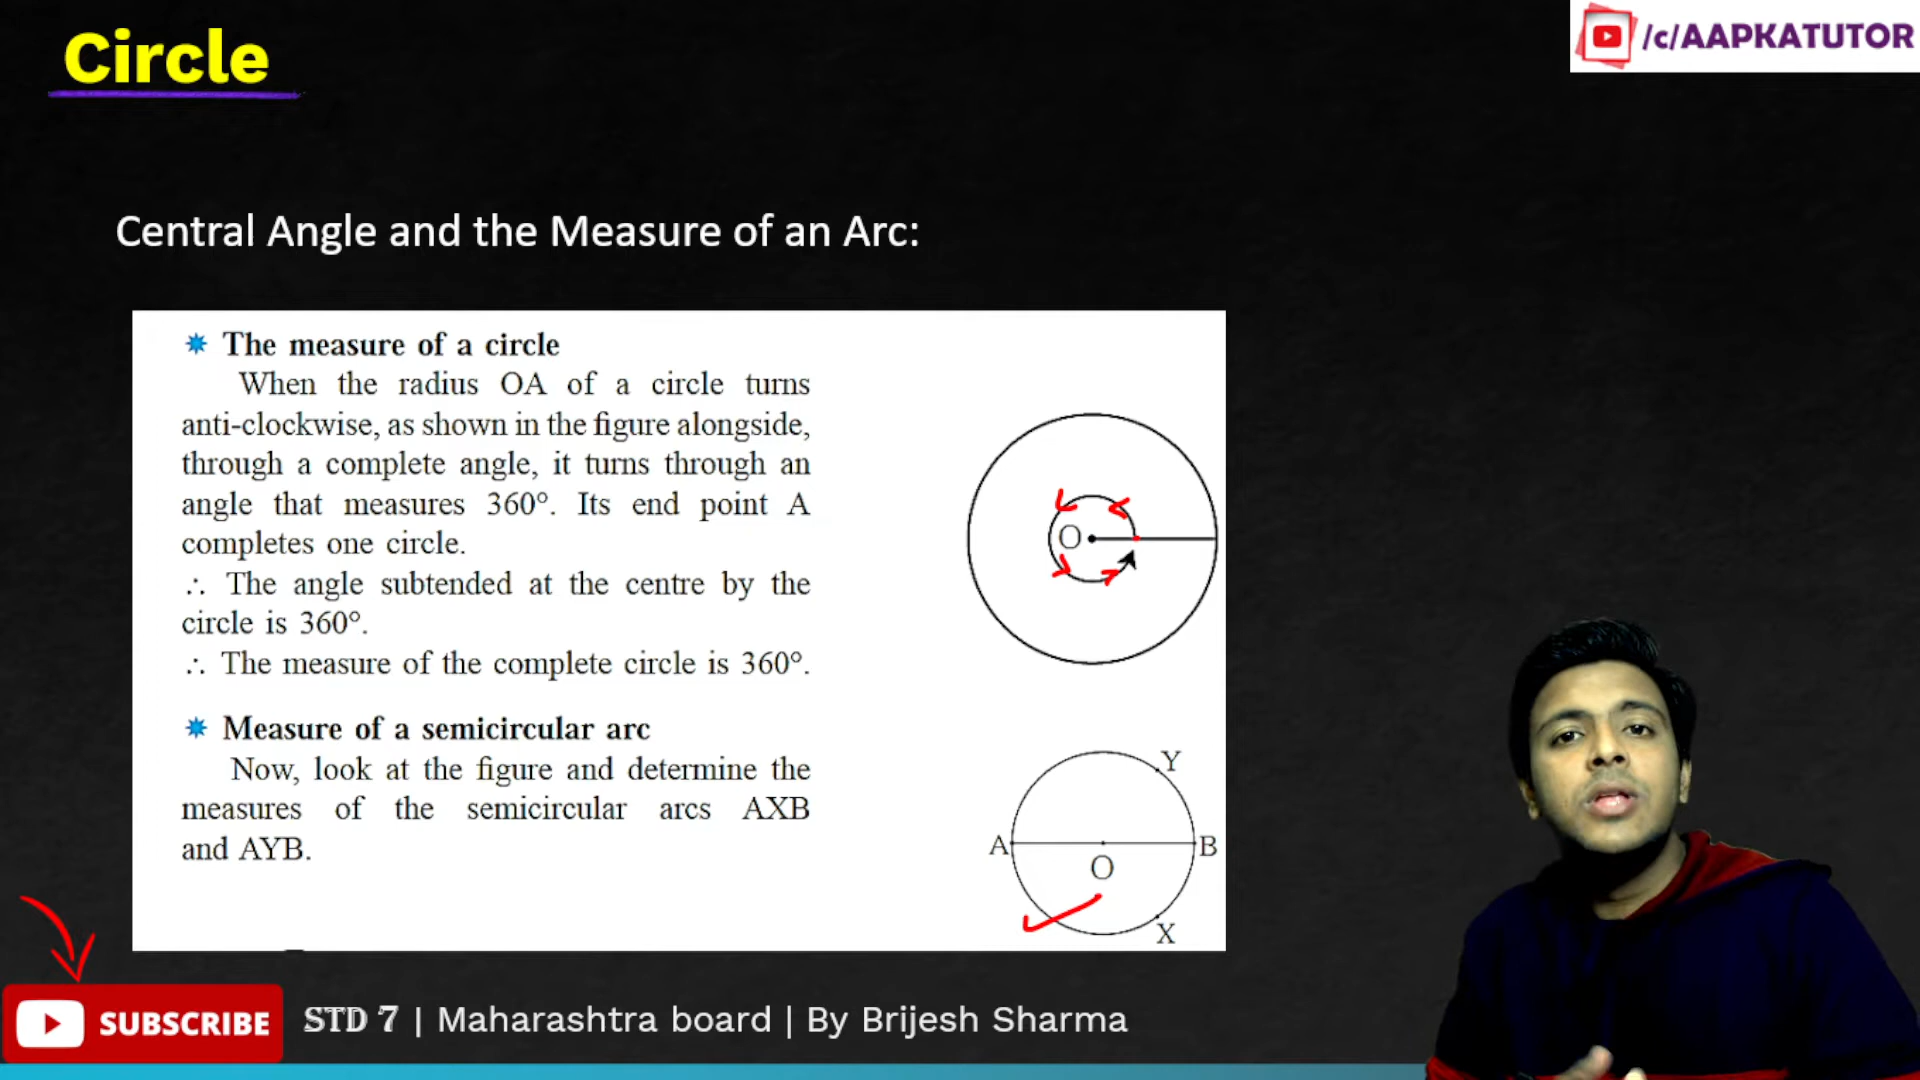 Circle
/c/AAPKATUTOR
Central Angle and the Measure of an Arc:
The measure of a circle
When the radius OA of a circle turns
anti-clockwise, as shown in the figure alongside,
through a complete angle, it turns through an
angle that measures 360°. Its end point A
completes one circle.
∴ The angle subtended at the centre by the
circle is 360°.
∴ The measure of the complete circle is 360°.
O
Measure of a semicircular arc
Now, look at the figure and determine the
measures of the semicircular arcs AXB
and AYB.
Y
A
B
O
X
SUBSCRIBE
STD 7 | Maharashtra board | By Brijesh Sharma